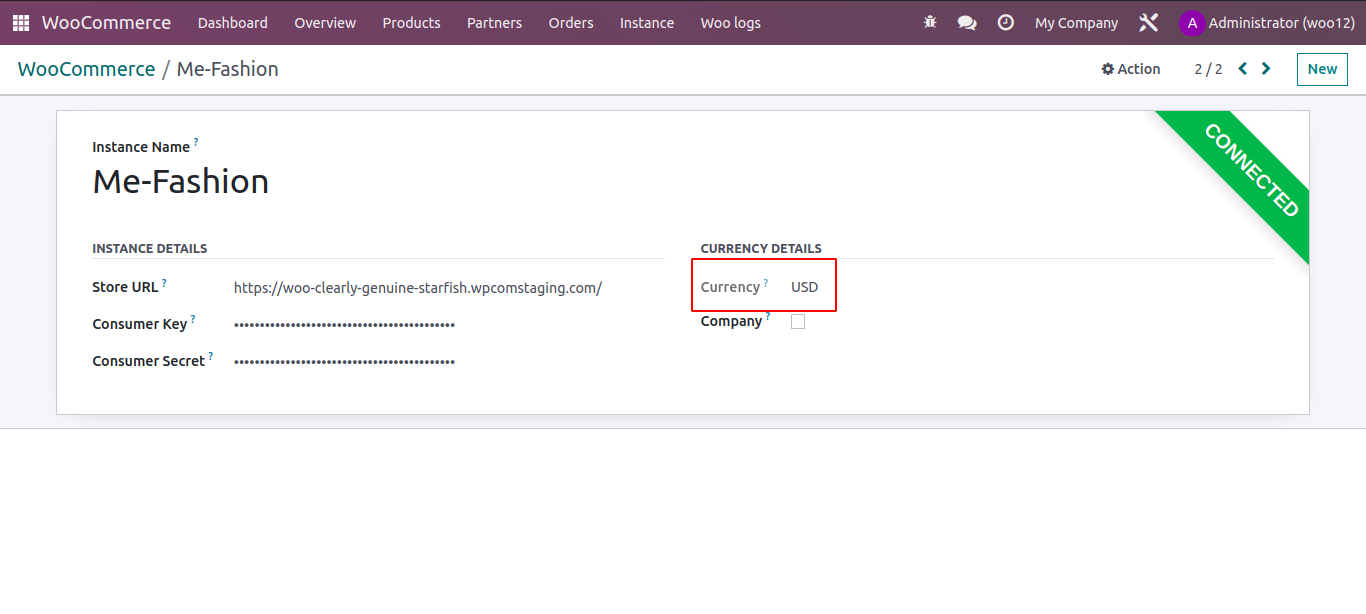 WooCommerce Dashboard Overview Products Partners Orders Instance Woo logs My Company A Administrator (woo12)
WooCommerce / Me-Fashion Action 2 / 2 New
CONNECTED
Instance Name ?
Me-Fashion
INSTANCE DETAILS
Store URL ? https://woo-clearly-genuine-starfish.wpcomstaging.com/
Consumer Key ? •••••••••••••••••••••••••••••••••••••••••••
Consumer Secret ? •••••••••••••••••••••••••••••••••••••••••••
CURRENCY DETAILS
Currency ? USD
Company ?